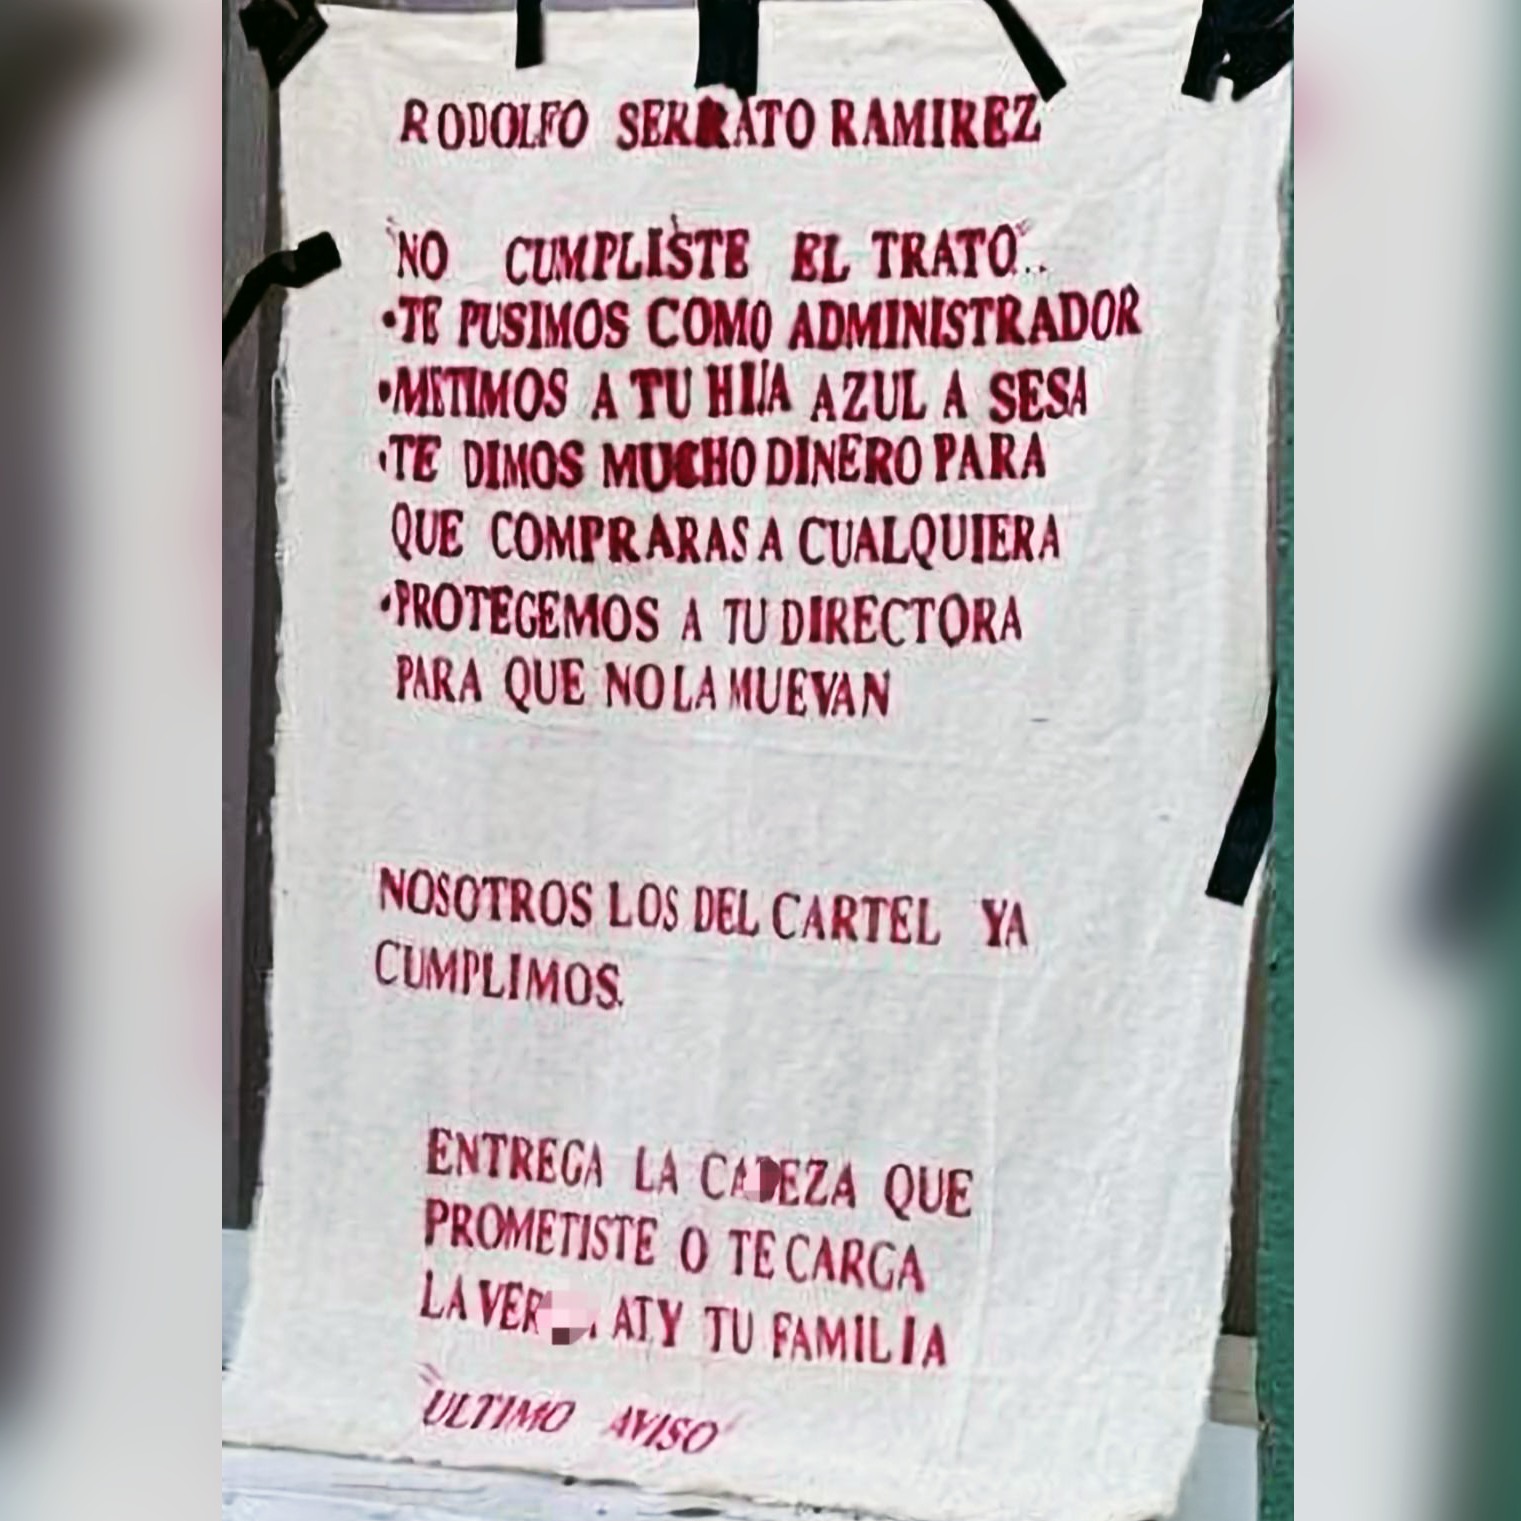 RODOLFO SERRATO RAMIREZ
"NO CUMPLISTE EL TRATO"..
•TE PUSIMOS COMO ADMINISTRADOR
•METIMOS A TU HIJA AZUL A SESA
•TE DIMOS MUCHO DINERO PARA
QUE COMPRARAS A CUALQUIERA
•PROTEGEMOS A TU DIRECTORA
PARA QUE NO LA MUEVAN
NOSOTROS LOS DEL CARTEL YA
CUMPLIMOS.
ENTREGA LA CABEZA QUE
PROMETISTE O TE CARGA
LA A TI Y TU FAMILIA
"ULTIMO AVISO"